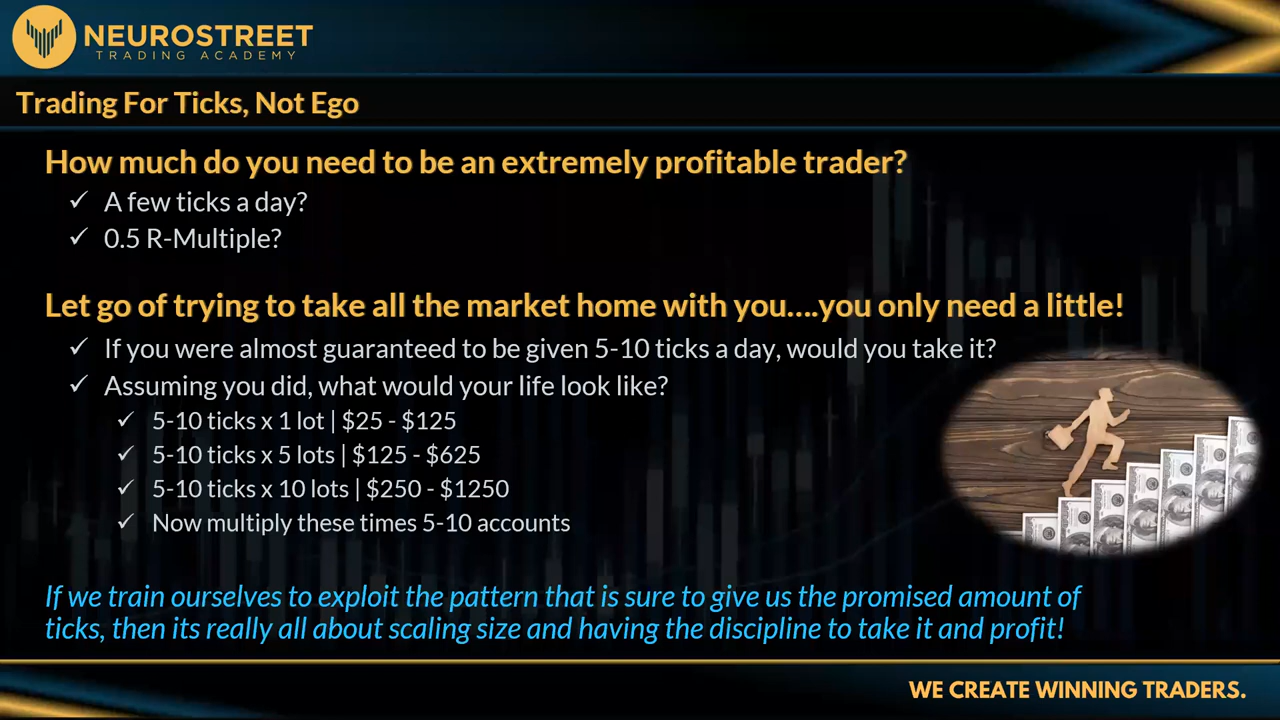 NEUROSTREET
TRADING ACADEMY
Trading For Ticks, Not Ego
How much do you need to be an extremely profitable trader?
✓ A few ticks a day?
✓ 0.5 R-Multiple?
Let go of trying to take all the market home with you....you only need a little!
✓ If you were almost guaranteed to be given 5-10 ticks a day, would you take it?
✓ Assuming you did, what would your life look like?
✓ 5-10 ticks x 1 lot | $25 - $125
✓ 5-10 ticks x 5 lots | $125 - $625
✓ 5-10 ticks x 10 lots | $250 - $1250
✓ Now multiply these times 5-10 accounts
If we train ourselves to exploit the pattern that is sure to give us the promised amount of
ticks, then its really all about scaling size and having the discipline to take it and profit!
WE CREATE WINNING TRADERS.